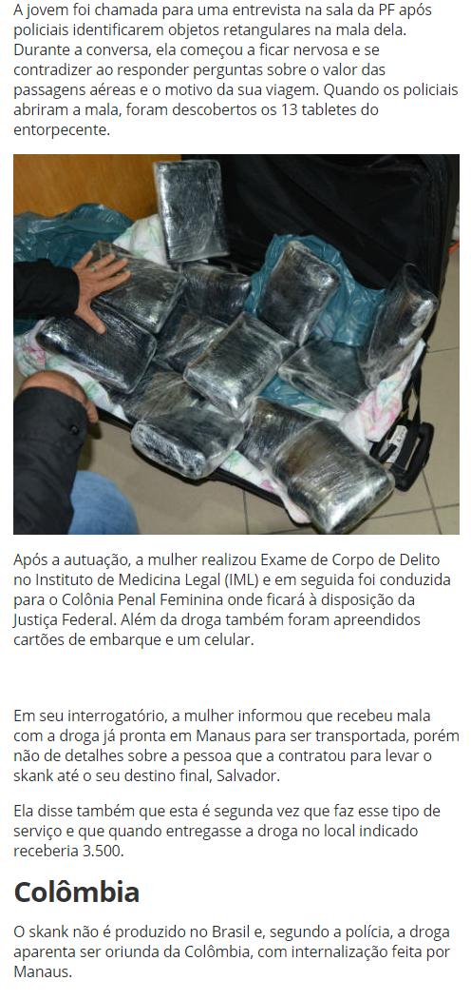 A jovem foi chamada para uma entrevista na sala da PF após
policiais identificarem objetos retangulares na mala dela.
Durante a conversa, ela começou a ficar nervosa e se
contradizer ao responder perguntas sobre o valor das
passagens aéreas e o motivo da sua viagem. Quando os policiais
abriram a mala, foram descobertos os 13 tabletes do
entorpecente.
Após a autuação, a mulher realizou Exame de Corpo de Delito
no Instituto de Medicina Legal (IML) e em seguida foi conduzida
para o Colônia Penal Feminina onde ficará à disposição da
Justiça Federal. Além da droga também foram apreendidos
cartões de embarque e um celular.
Em seu interrogatório, a mulher informou que recebeu mala
com a droga já pronta em Manaus para ser transportada, porém
não de detalhes sobre a pessoa que a contratou para levar o
skank até o seu destino final, Salvador.
Ela disse também que esta é segunda vez que faz esse tipo de
serviço e que quando entregasse a droga no local indicado
receberia 3.500.
Colômbia
O skank não é produzido no Brasil e, segundo a polícia, a droga
aparenta ser oriunda da Colômbia, com internalização feita por
Manaus.